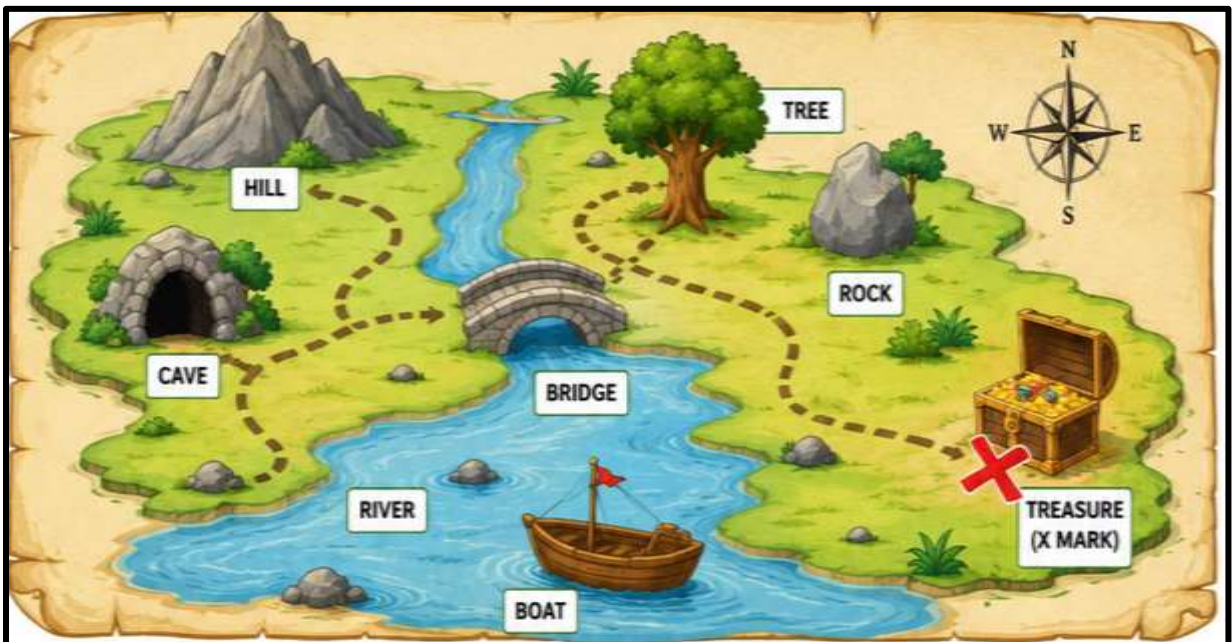 N
TREE
W
E
HILL
S
ROCK
CAVE
BRIDGE
RIVER
TREASURE
(X MARK)
BOAT